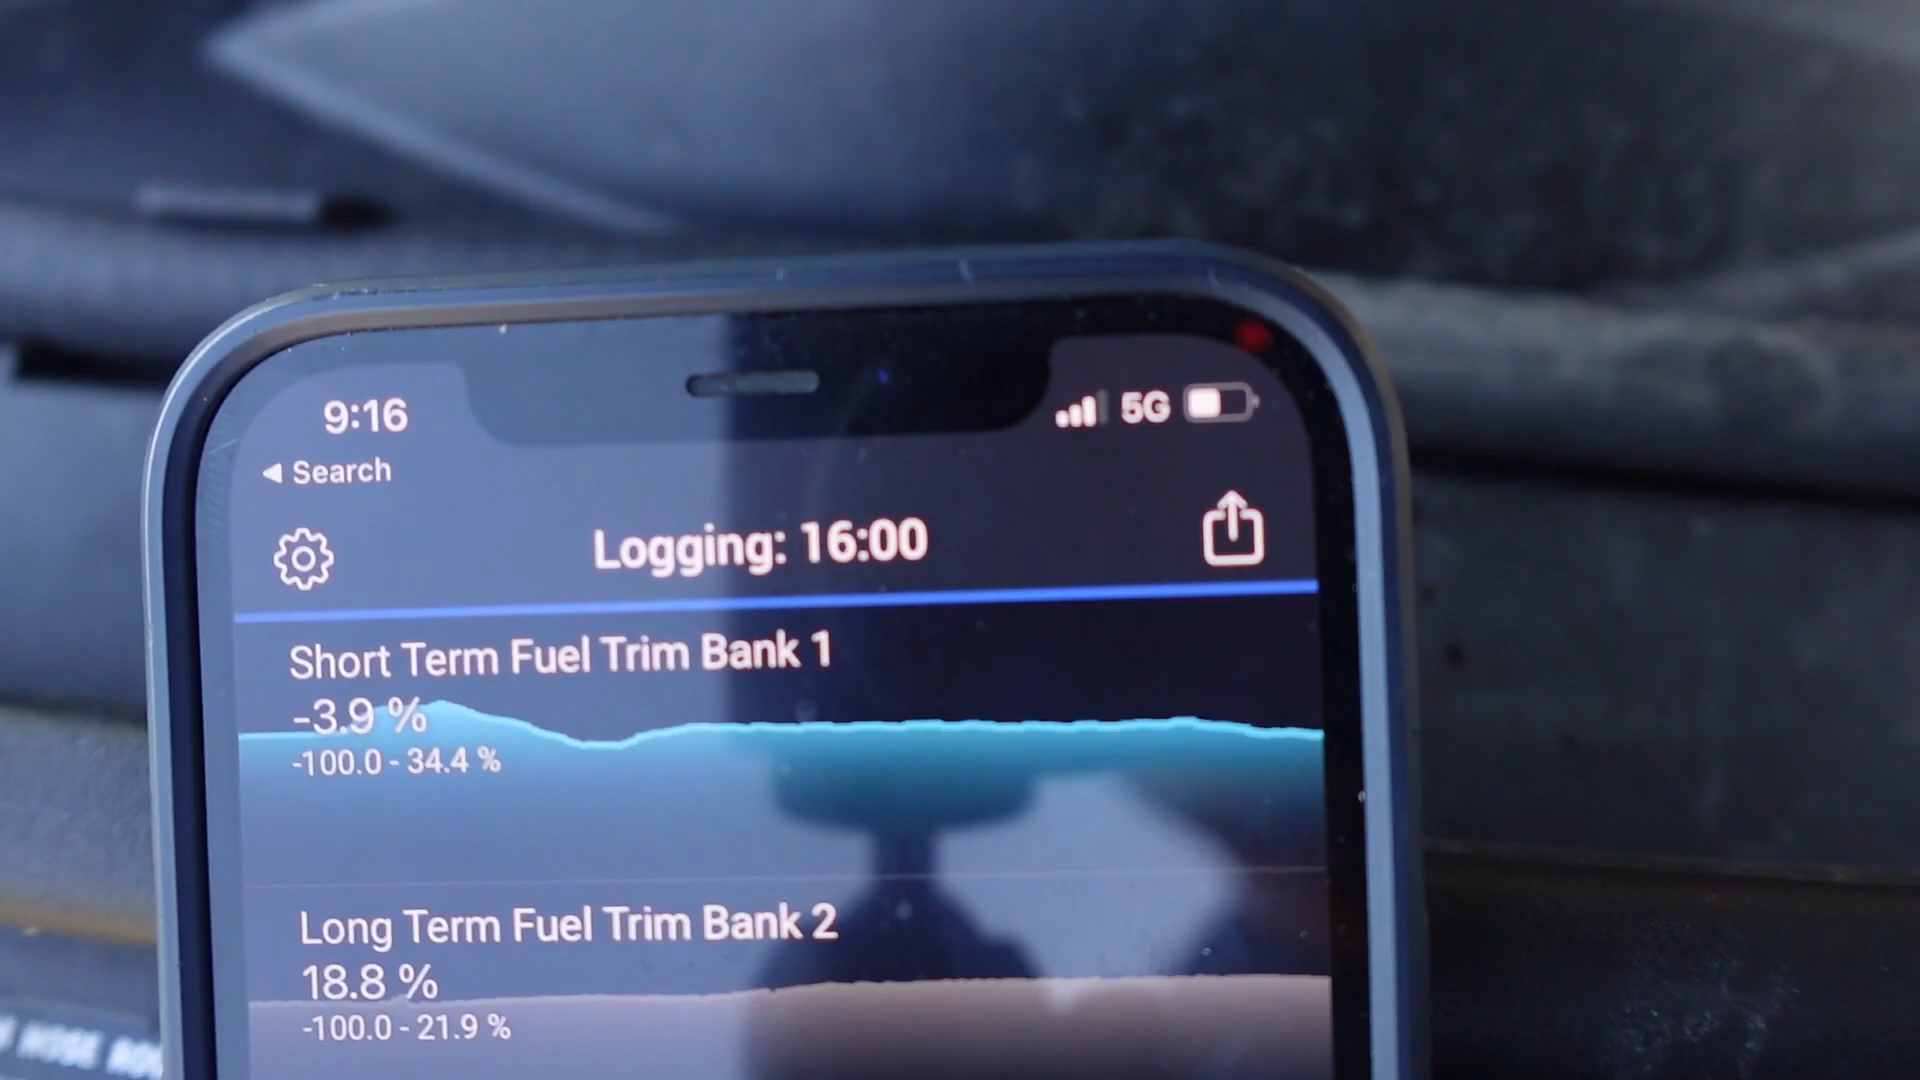 9:16
5G
◀ Search
Logging: 16:00
Short Term Fuel Trim Bank 1
-3.9 %
-100.0 - 34.4 %
Long Term Fuel Trim Bank 2
18.8 %
-100.0 - 21.9 %
HOSE